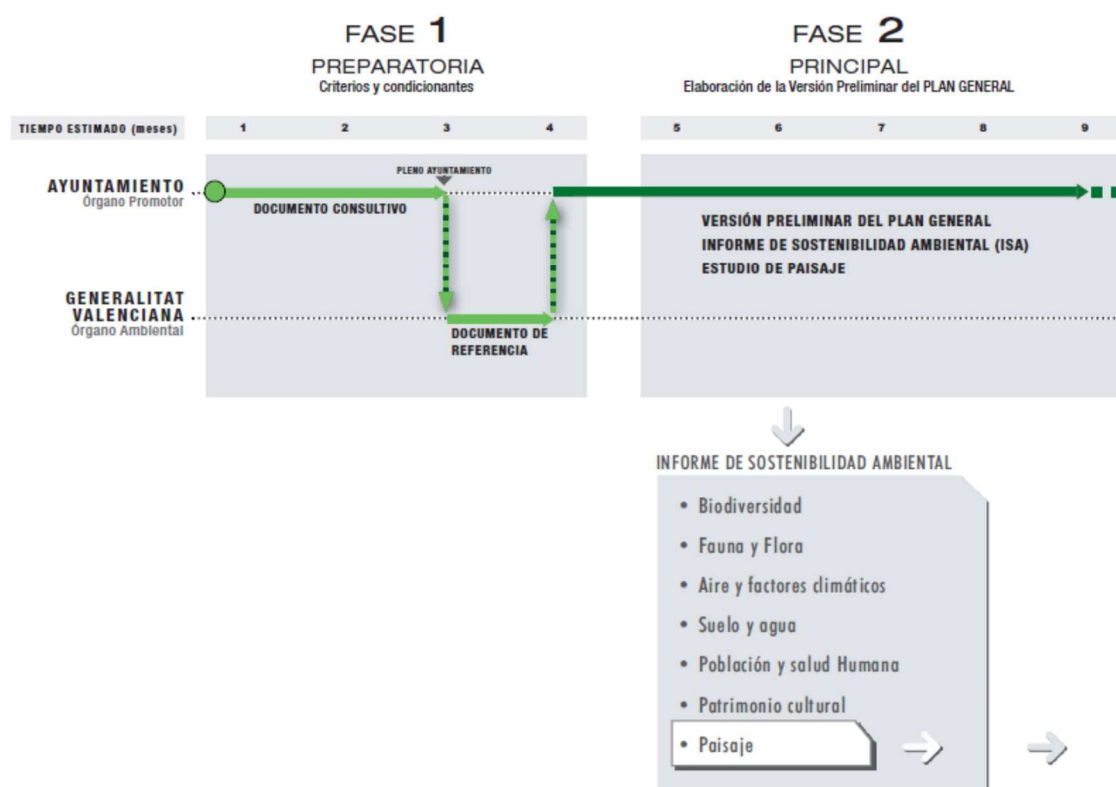 FASE 1
PREPARATORIA
Criterios y condicionantes
FASE 2
PRINCIPAL
Elaboración de la Versión Preliminar del PLAN GENERAL
TIEMPO ESTIMADO (meses) 1 2 3 4 5 6 7 8 9
PLENO AYUNTAMIENTO
AYUNTAMIENTO
Órgano Promotor
DOCUMENTO CONSULTIVO
VERSIÓN PRELIMINAR DEL PLAN GENERAL
INFORME DE SOSTENIBILIDAD AMBIENTAL (ISA)
ESTUDIO DE PAISAJE
GENERALITAT
VALENCIANA
Órgano Ambiental
DOCUMENTO DE
REFERENCIA
INFORME DE SOSTENIBILIDAD AMBIENTAL
• Biodiversidad
• Fauna y Flora
• Aire y factores climáticos
• Suelo y agua
• Población y salud Humana
• Patrimonio cultural
• Paisaje